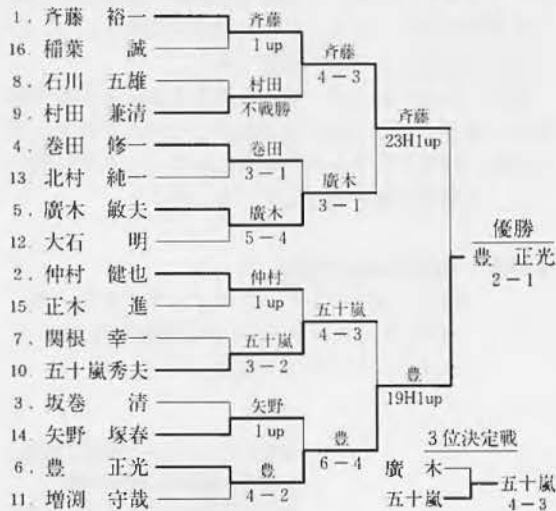 1. 斉藤 裕一
16. 稲葉 誠
8. 石川 五雄
9. 村田 兼清
4. 巻田 修一
13. 北村 純一
5. 廣木 敏夫
12. 大石 明
2. 仲村 健也
15. 正木 進
7. 関根 幸一
10. 五十嵐秀夫
3. 坂巻 清
14. 矢野 塚春
6. 豊 正光
11. 増渕 守哉
斉藤
1 up
村田
不戦勝
巻田
3-1
廣木
5-4
仲村
1 up
五十嵐
3-2
矢野
1 up
豊
4-2
斉藤
4-3
廣木
3-1
五十嵐
4-3
豊
6-4
斉藤
23H1up
豊
19H1up
優勝
豊 正光
2-1
3位決定戦
廣木
五十嵐
五十嵐
4-3